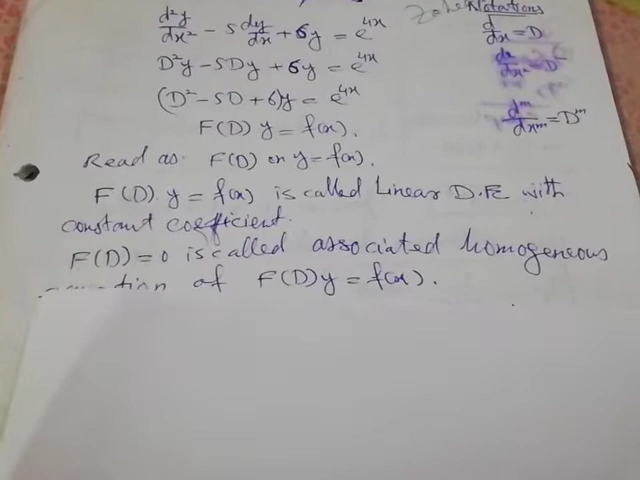 Notations
d²y/dx² - 5 dy/dx + 6y = e^4x
d/dx = D
D²y - 5Dy + 6y = e^4x
(D² - 5D + 6)y = e^4x
d^m/dx^m = D^m
F(D) y = f(x).
Read as F(D) on y = f(x).
F(D) y = f(x) is called Linear D.E with
constant coefficient.
F(D) = 0 is called associated homogeneous
of F(D)y = f(x).